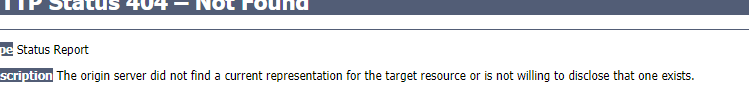 TTP Status 404 – Not Found
pe Status Report
scription The origin server did not find a current representation for the target resource or is not willing to disclose that one exists.